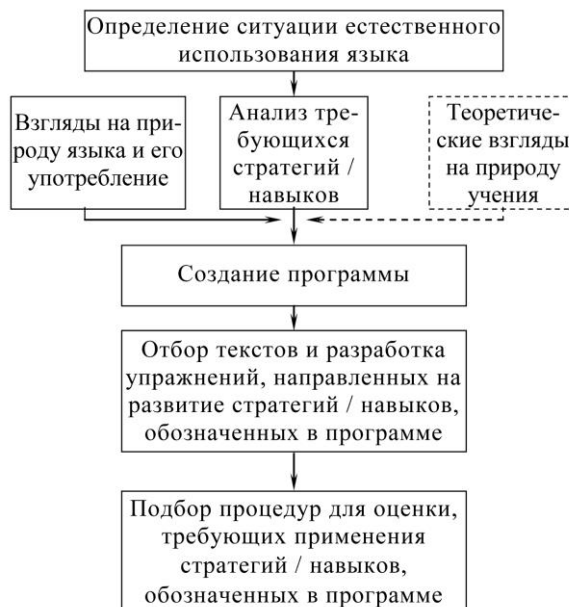 Определение ситуации естественного
использования языка
Взгляды на при-
роду языка и его
употребление
Анализ тре-
бующихся
стратегий /
навыков
Теоретиче-
ские взгляды
на природу
учения
Создание программы
Отбор текстов и разработка
упражнений, направленных на
развитие стратегий / навыков,
обозначенных в программе
Подбор процедур для оценки,
требующих применения
стратегий / навыков,
обозначенных в программе